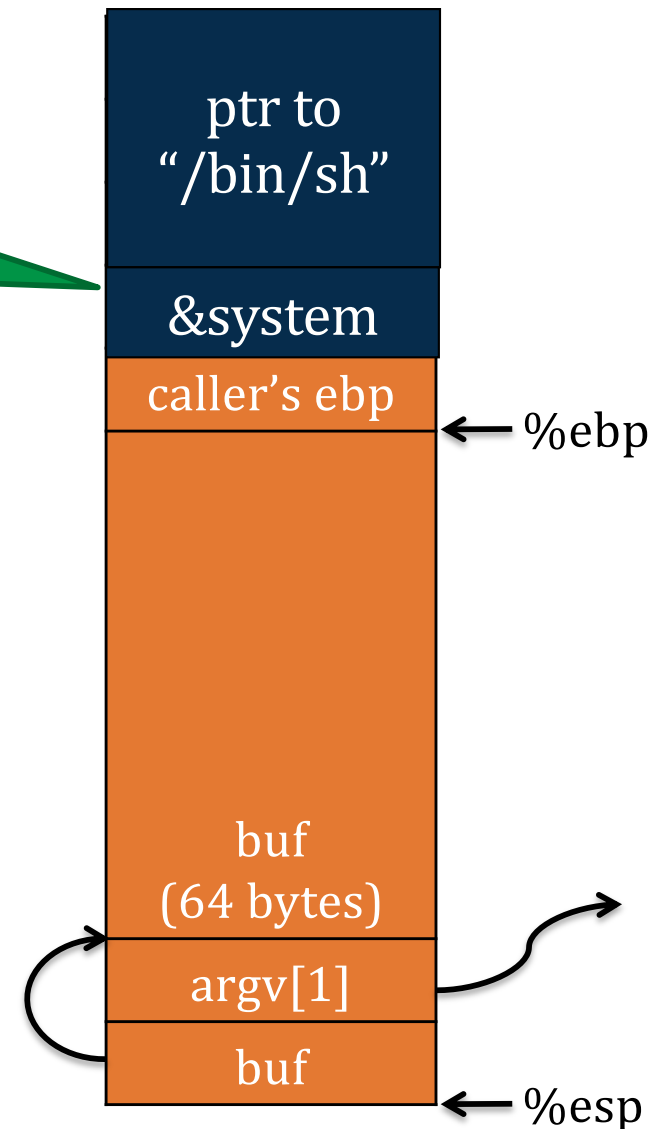 ptr to
“/bin/sh”
&system
caller’s ebp
%ebp
buf
(64 bytes)
argv[1]
buf
%esp